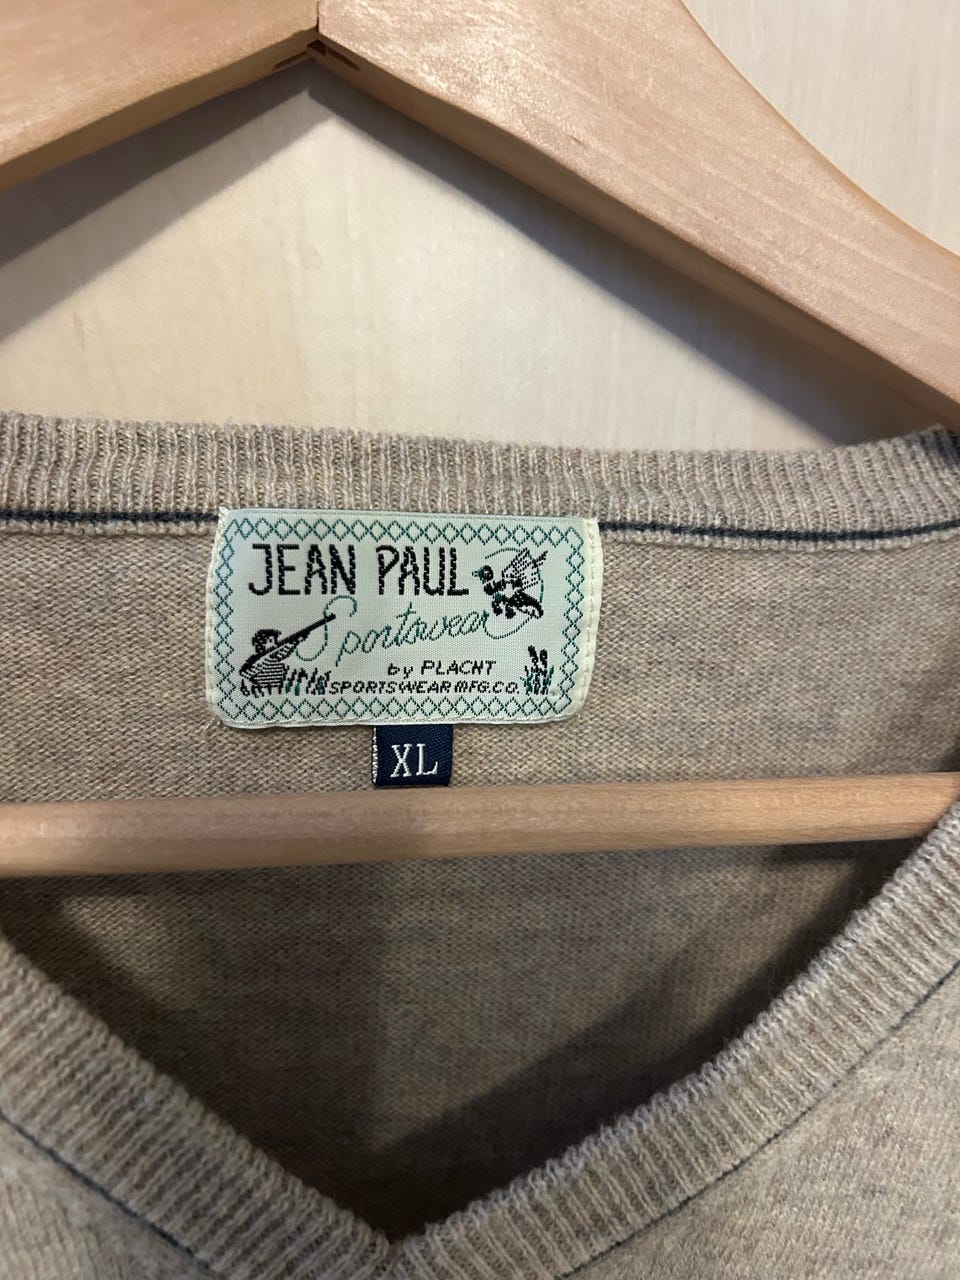 JEAN PAUL
Sportswear
by PLACHT
SPORTSWEAR MFG.CO.
XL